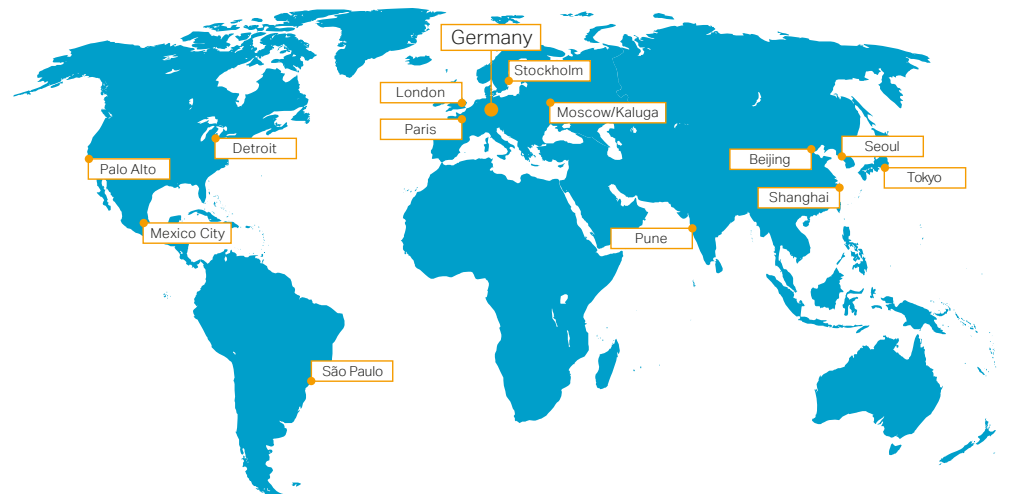 Germany
Stockholm
London
Moscow/Kaluga
Paris
Detroit
Seoul
Beijing
Palo Alto
Tokyo
Shanghai
Mexico City
Pune
São Paulo